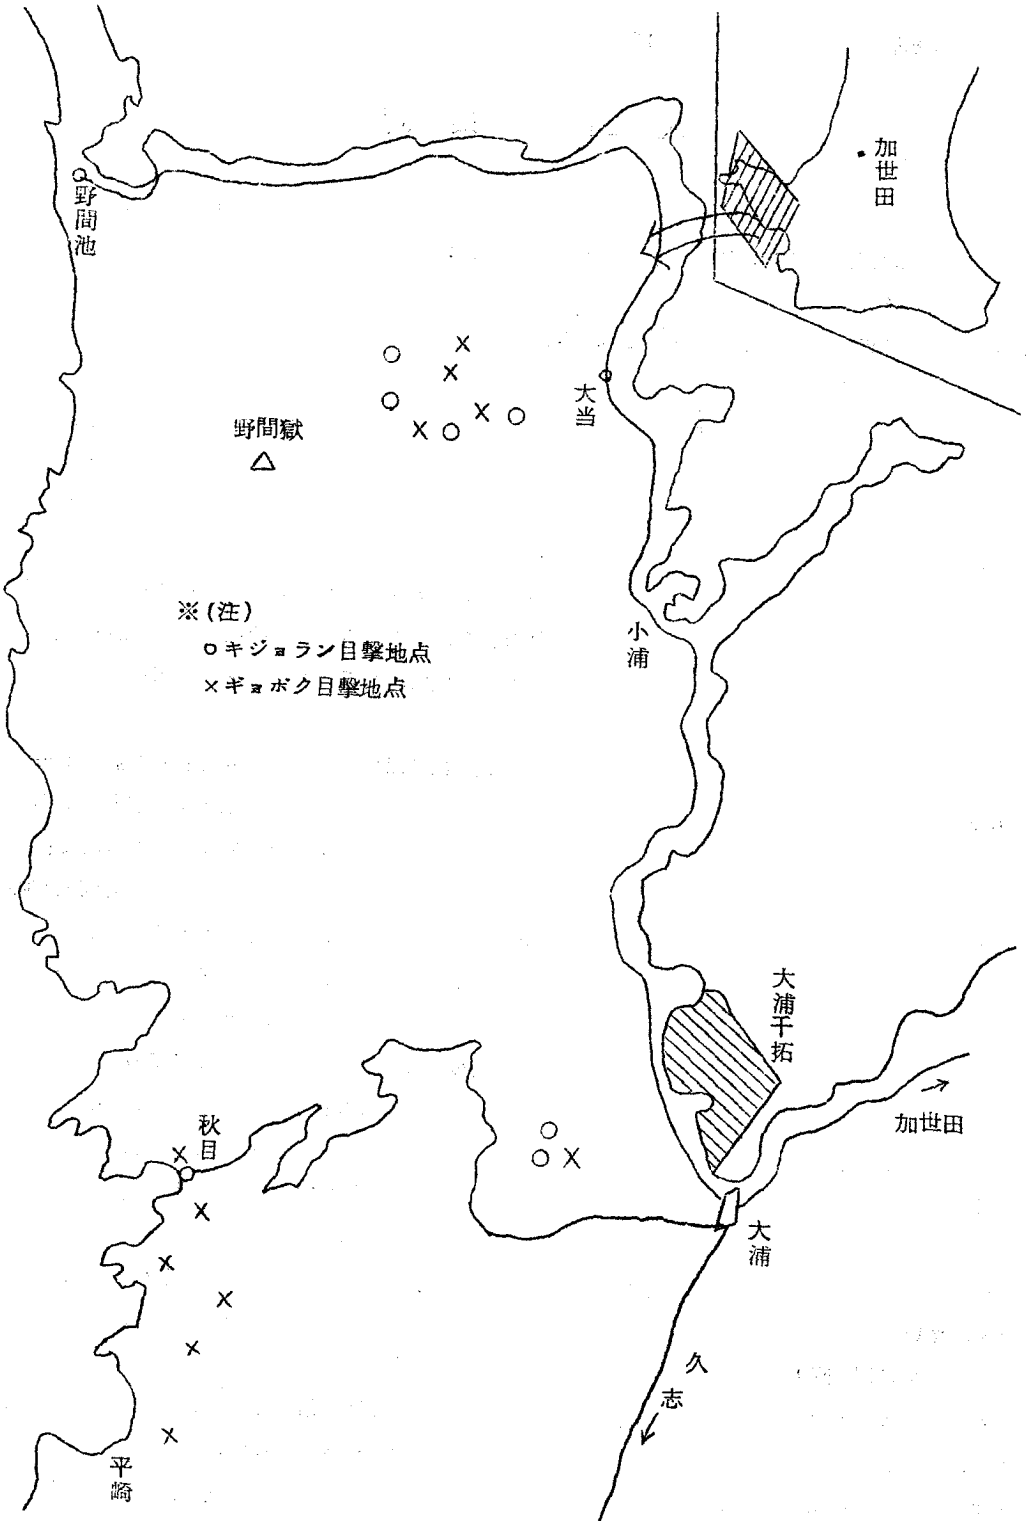 加世田
野間池
大当
野間獄
※(注)
○キジョラン目撃地点
×ギョボク目撃地点
小浦
大浦干拓
秋目
加世田
大浦
久志
平崎